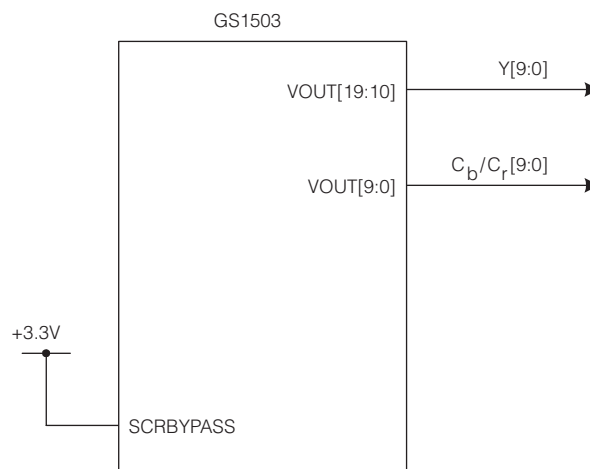 GS1503
VOUT[19:10]
Y[9:0]
VOUT[9:0]
Cb/Cr[9:0]
+3.3V
SCRBYPASS